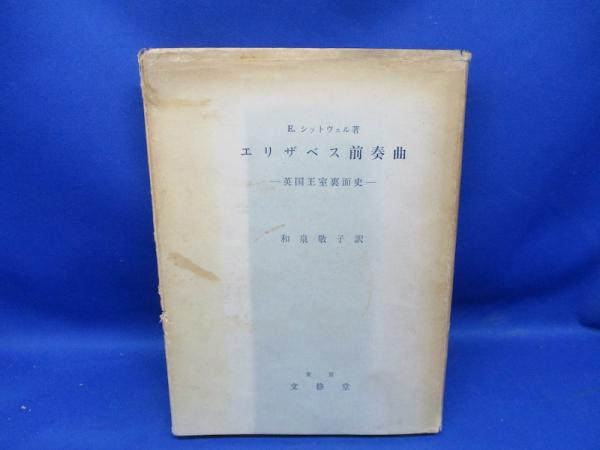 E. シットウェル著
エリザベス前奏曲
―英国王室裏面史―
和泉敬子訳
東京
文修堂